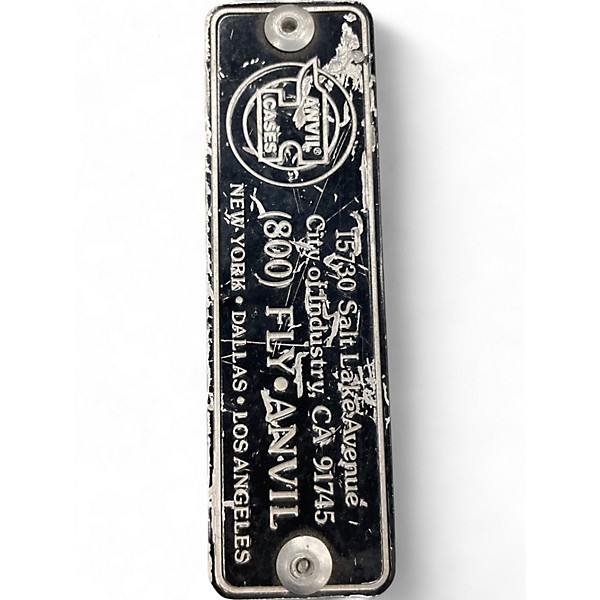 ANVIL®
CASES
15730 Salt Lake Avenue
City of Industry, CA 91745
(800) FLY•ANVIL
NEW YORK • DALLAS • LOS ANGELES